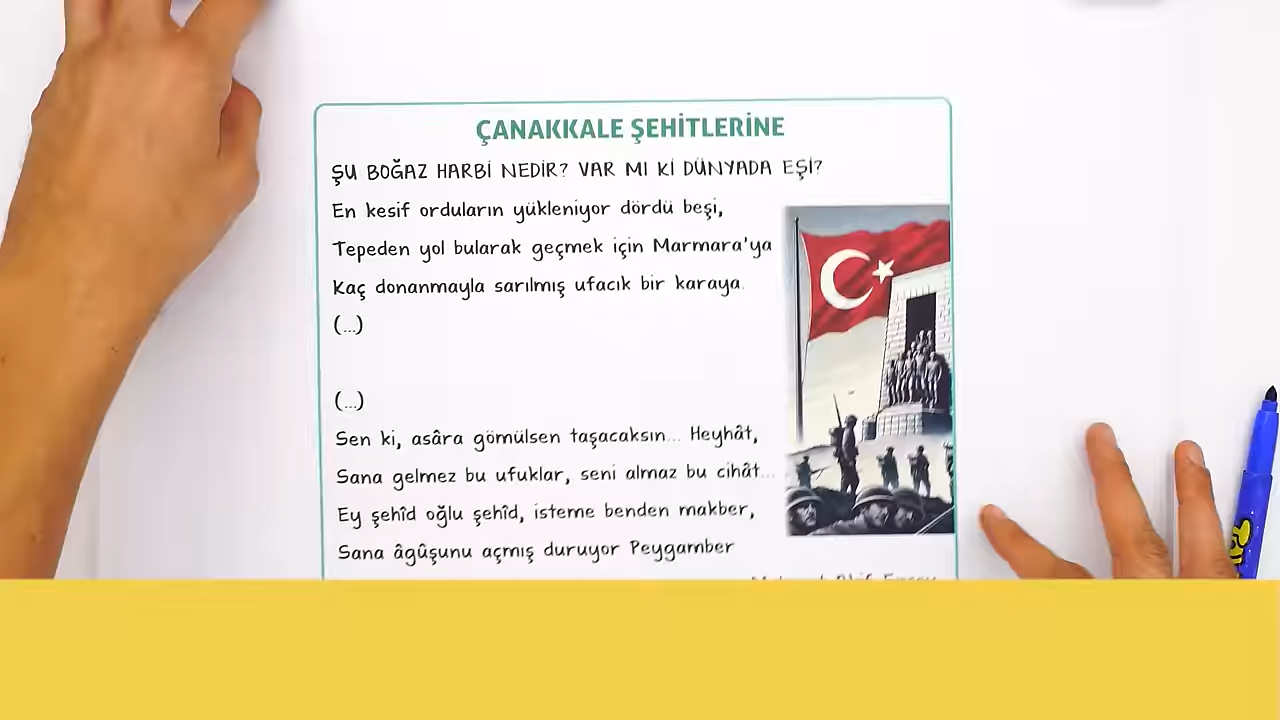 ÇANAKKALE ŞEHİTLERİNE
ŞU BOĞAZ HARBİ NEDİR? VAR MI Kİ DÜNYADA EŞİ?
En kesif orduların yükleniyor dördü beşi,
Tepeden yol bularak geçmek için Marmara'ya
Kaç donanmayla sarılmış ufacık bir karaya.
(...)
(...)
Sen ki, asâra gömülsen taşacaksın... Heyhât,
Sana gelmez bu ufuklar, seni almaz bu cihât...
Ey şehîd oğlu şehîd, isteme benden makber,
Sana âgûşunu açmış duruyor Peygamber